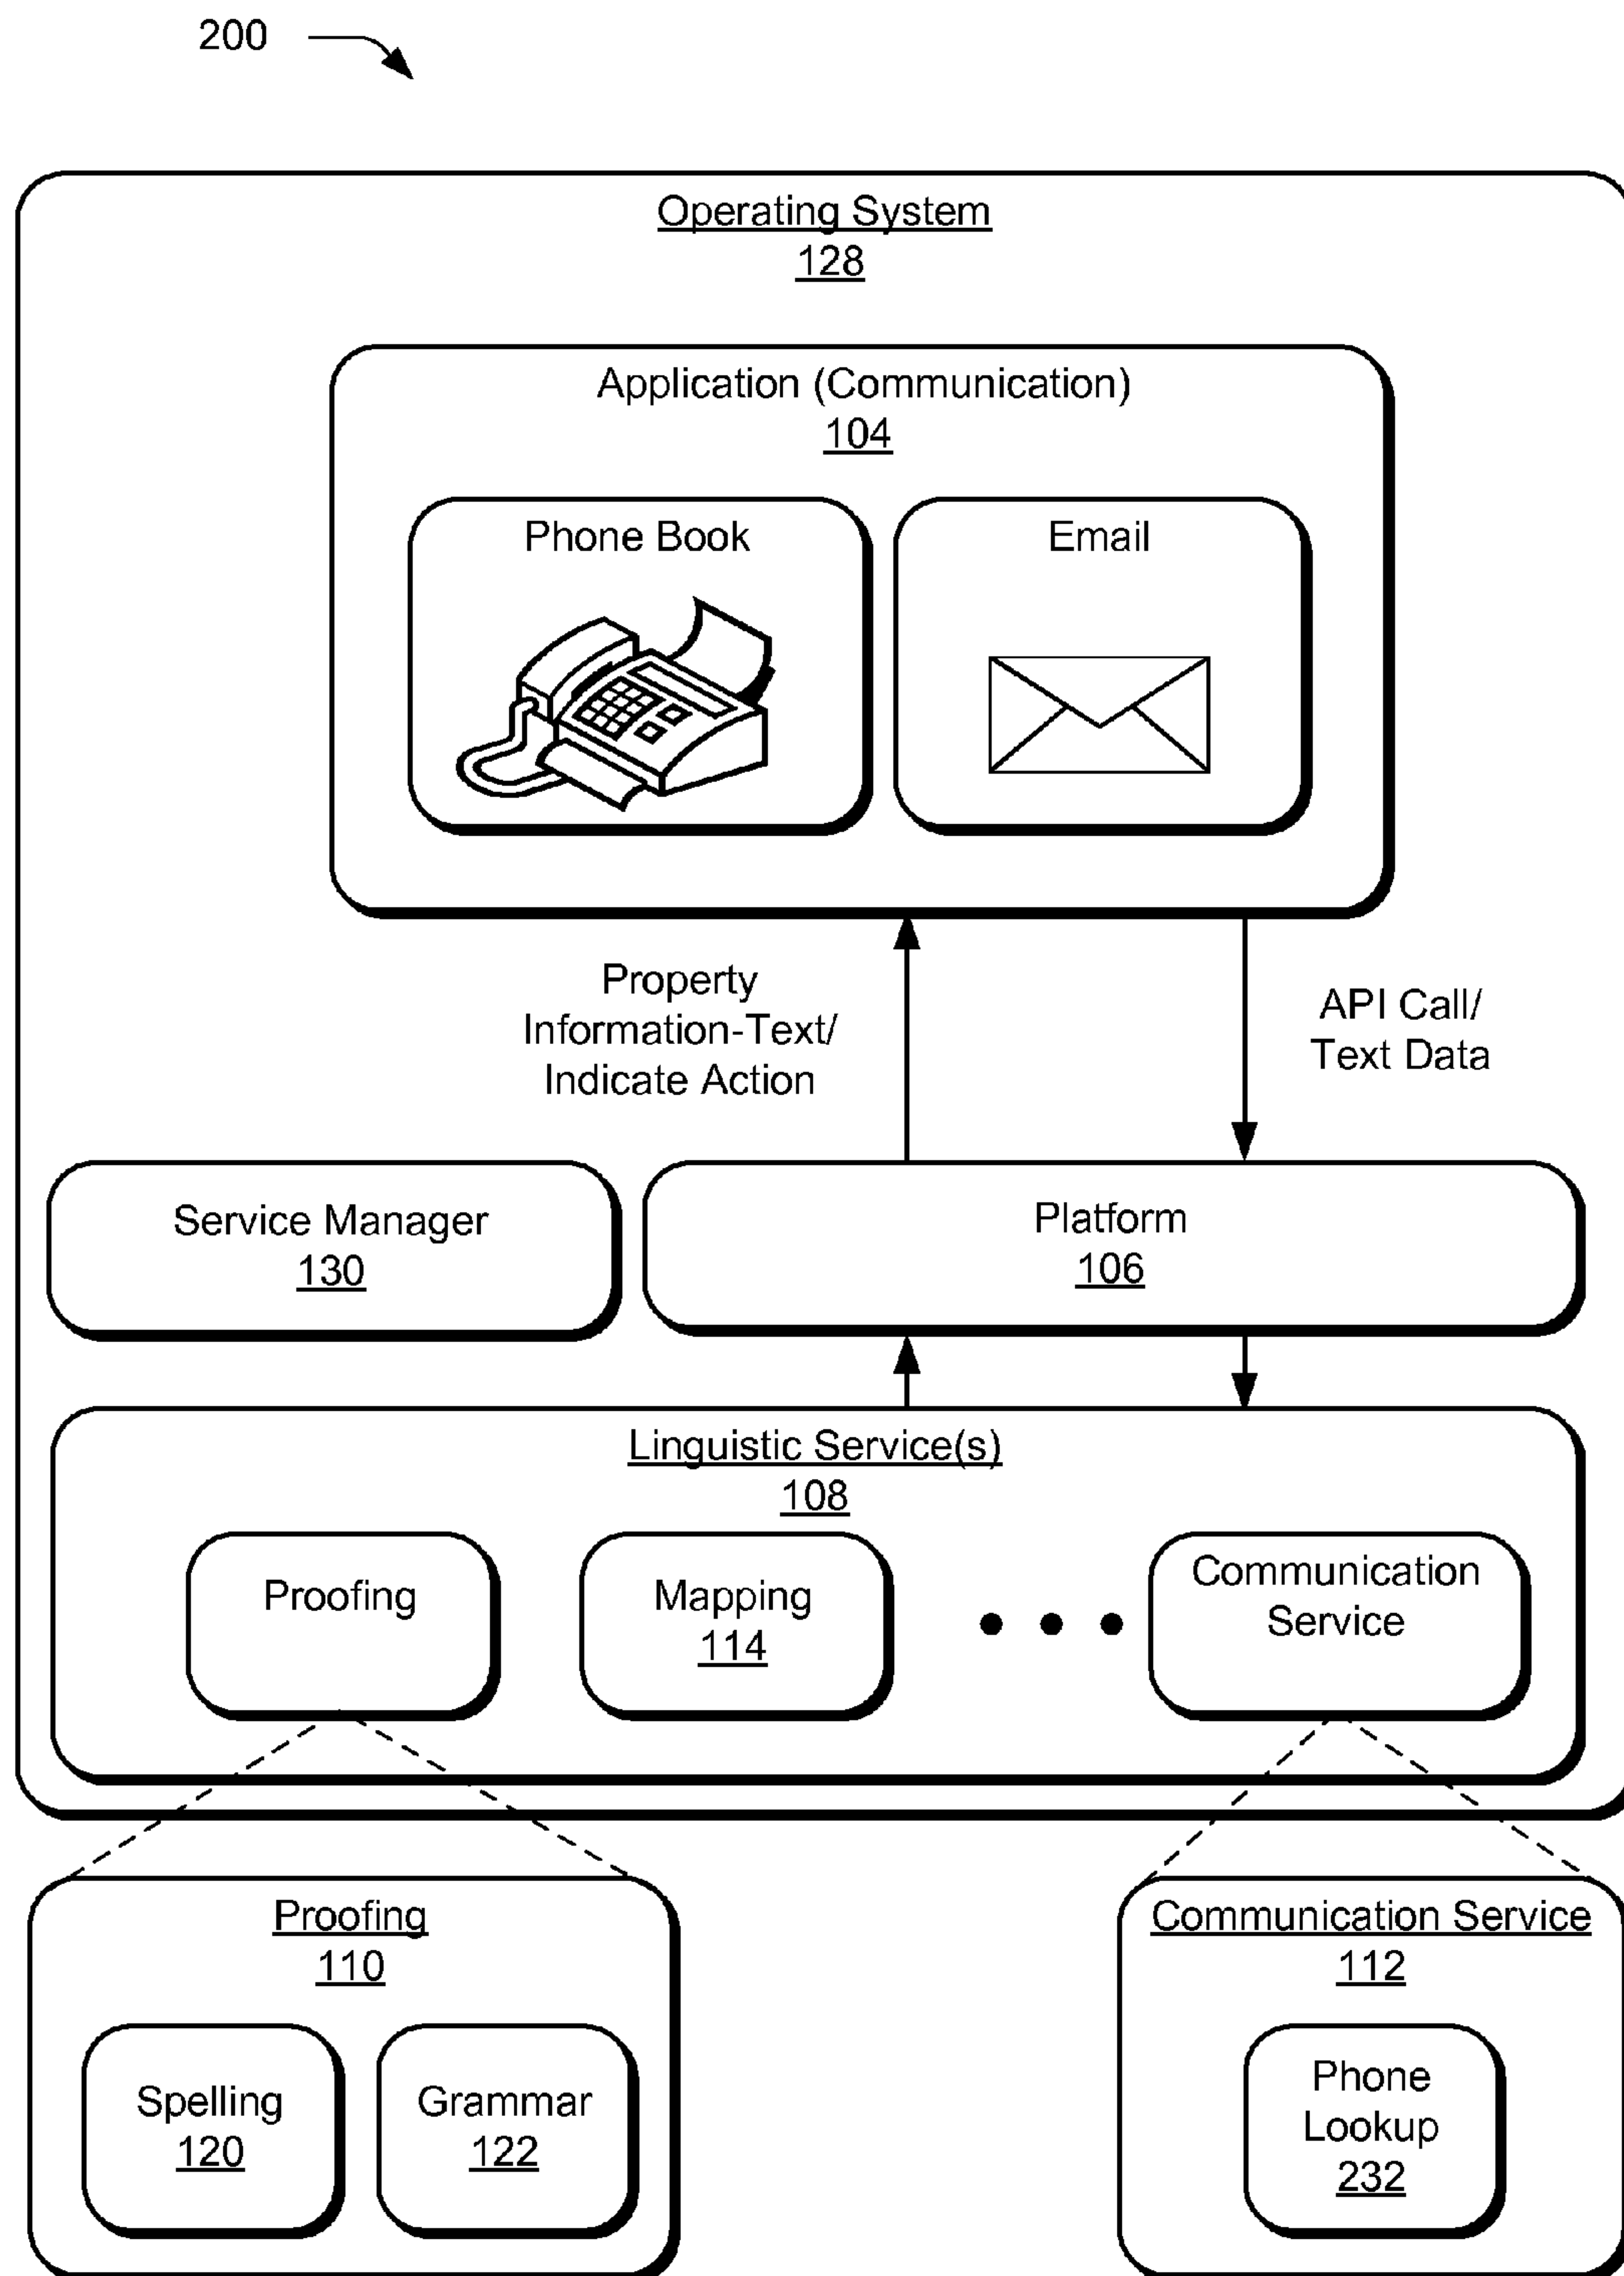 200
Operating System
128
Application (Communication)
104
Phone Book
Email
Property
Information-Text/
Indicate Action
API Call/
Text Data
Service Manager
130
Platform
106
Linguistic Service(s)
108
Proofing
Mapping
114
Communication
Service
Proofing
110
Spelling
120
Grammar
122
Communication Service
112
Phone
Lookup
232